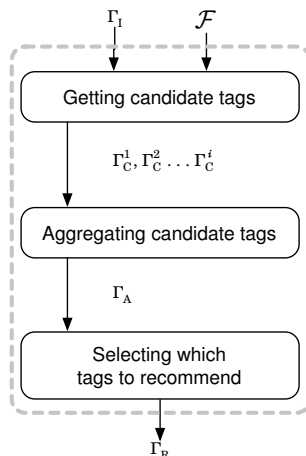 Γ_I 𝓕
Getting candidate tags
Γ_C^1, Γ_C^2 … Γ_C^i
Aggregating candidate tags
Γ_A
Selecting which
tags to recommend
Γ_R